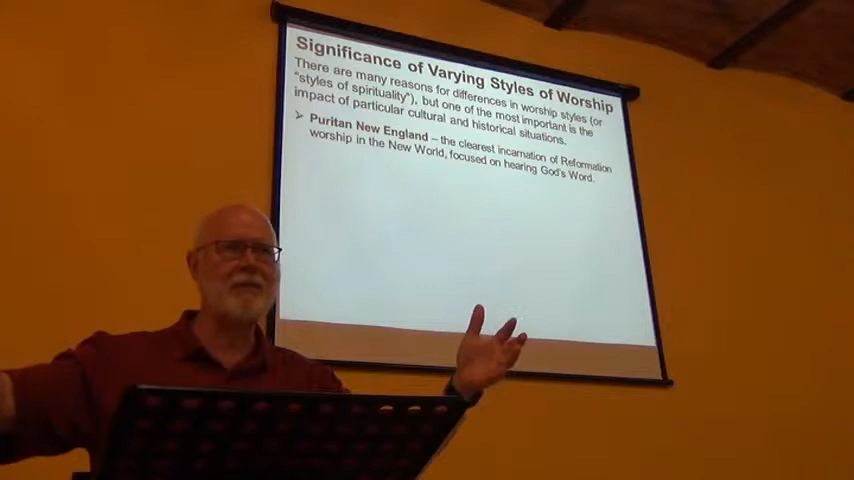 Significance of Varying Styles of Worship
There are many reasons for differences in worship styles (or
"styles of spirituality"), but one of the most important is the
impact of particular cultural and historical situations.
➢ Puritan New England – the clearest incarnation of Reformation
worship in the New World, focused on hearing God's Word.